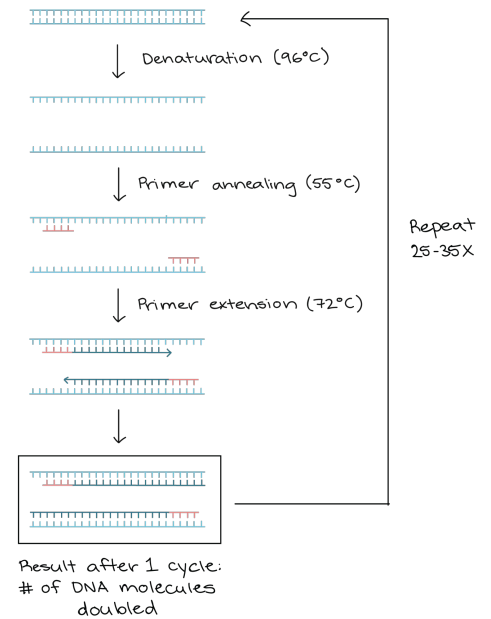 Denaturation (96°C)
Primer annealing (55°C)
Repeat
25-35X
Primer extension (72°C)
Result after 1 cycle:
# of DNA molecules
doubled